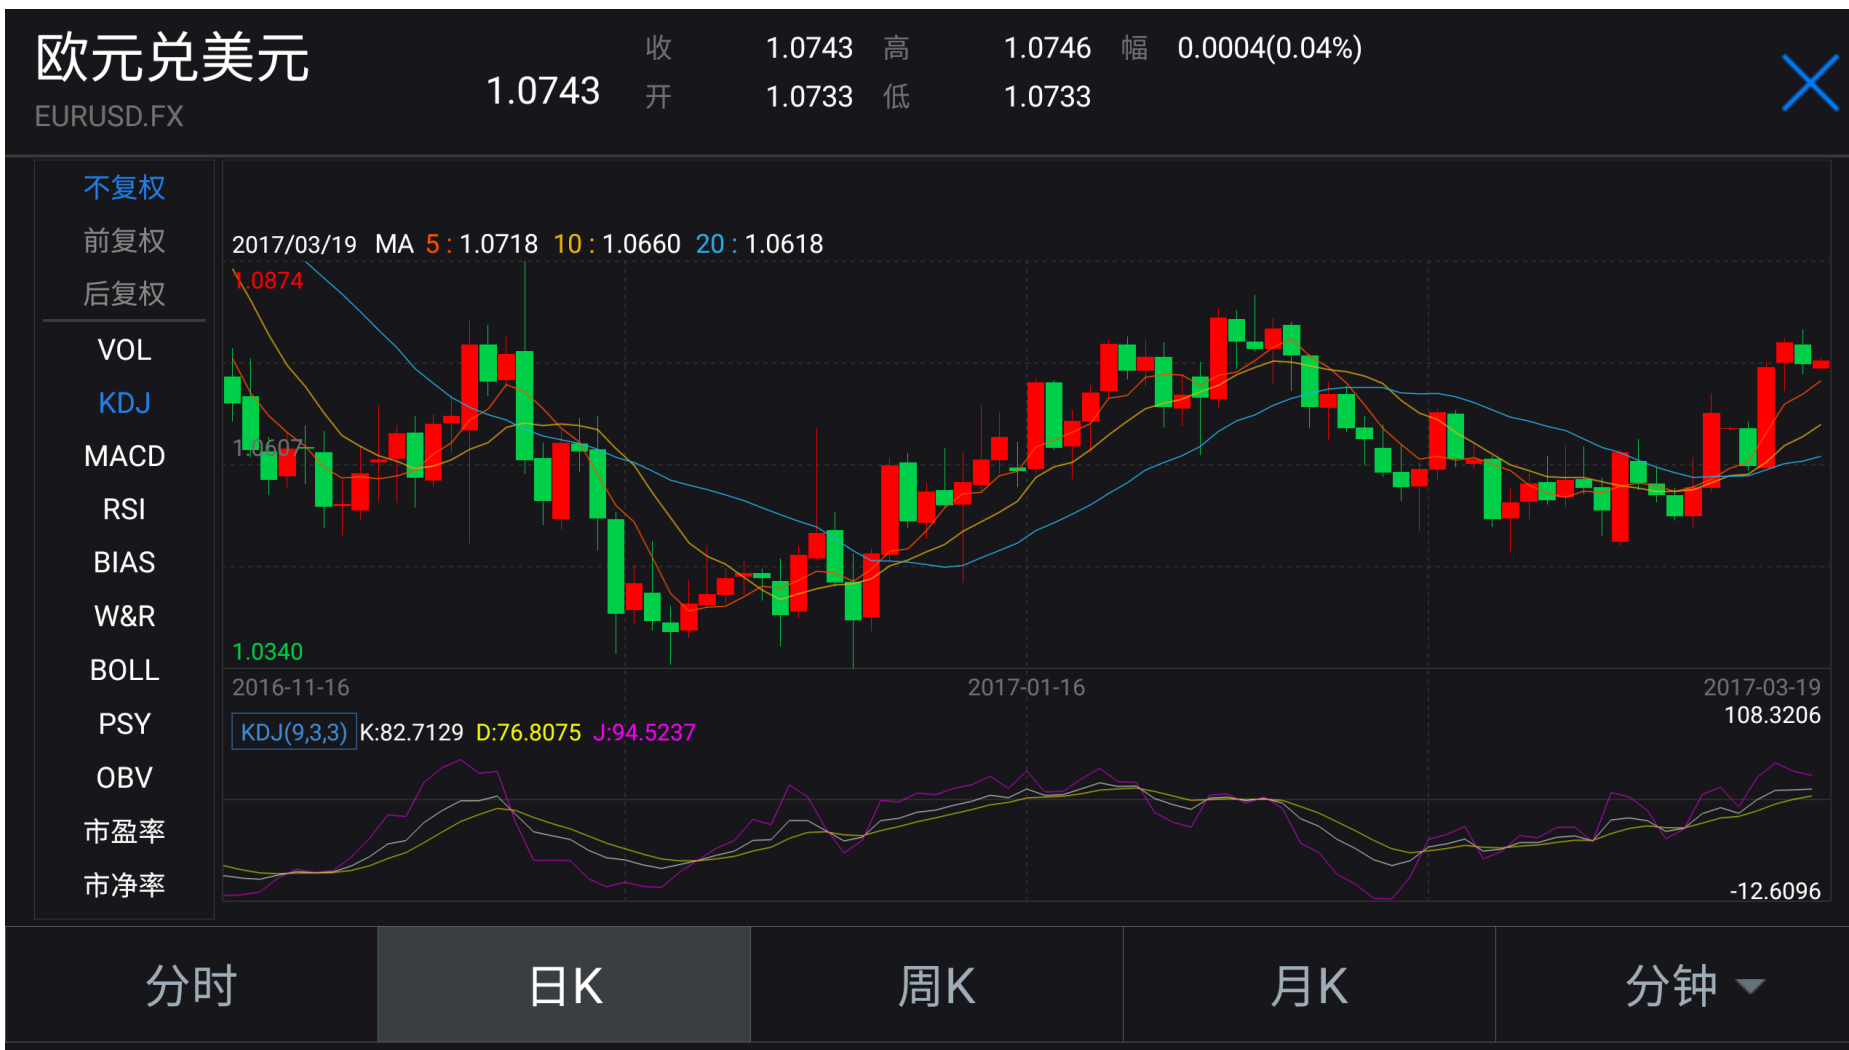 欧元兑美元
EURUSD.FX
1.0743
收 1.0743 高 1.0746 幅 0.0004(0.04%)
开 1.0733 低 1.0733
不复权
前复权
后复权
VOL
KDJ
MACD
RSI
BIAS
W&R
BOLL
PSY
OBV
市盈率
市净率
2017/03/19 MA 5 : 1.0718 10 : 1.0660 20 : 1.0618
1.0874
1.0607
1.0340
2016-11-16 2017-01-16 2017-03-19
108.3206
KDJ(9,3,3) K:82.7129 D:76.8075 J:94.5237
-12.6096
分时 日K 周K 月K 分钟